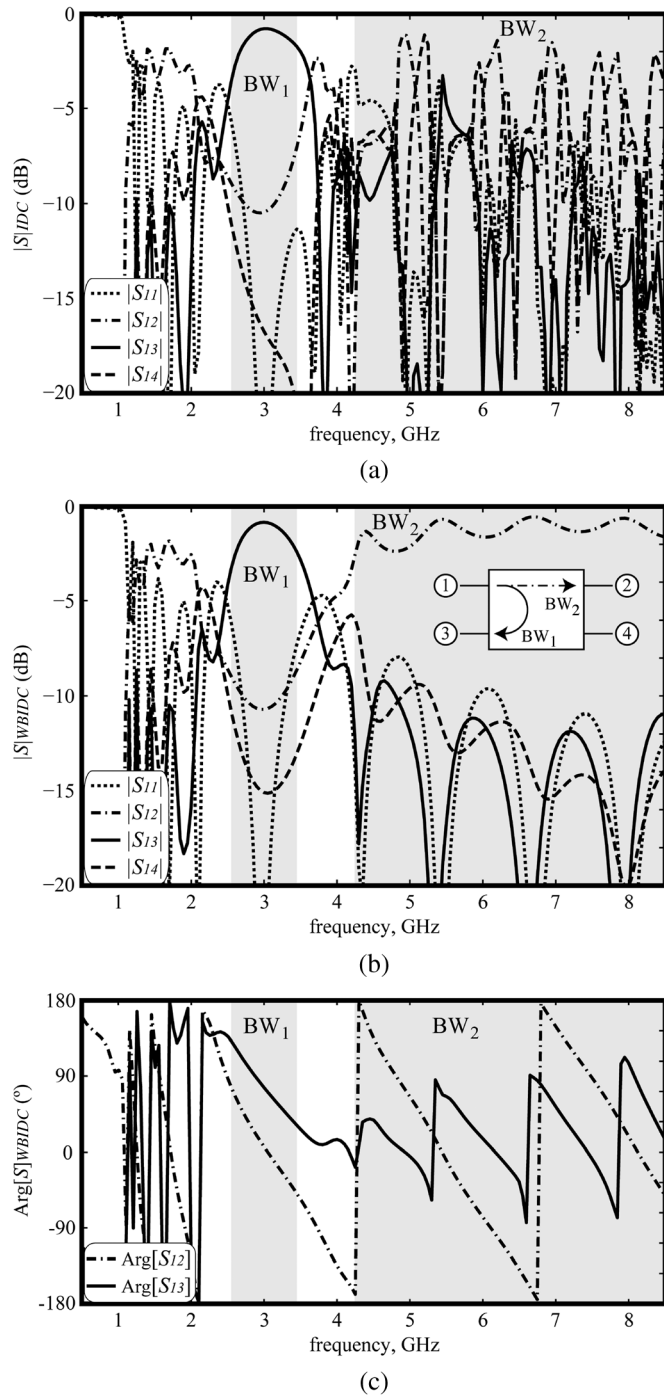 0
−5
−10
−15
−20
|S|IDC (dB)
BW1
BW2
|S11|
|S12|
|S13|
|S14|
1 2 3 4 5 6 7 8
frequency, GHz
(a)
0
−5
−10
−15
−20
|S|WBIDC (dB)
BW1
BW2
1 2
BW2
3 4
BW1
|S11|
|S12|
|S13|
|S14|
1 2 3 4 5 6 7 8
frequency, GHz
(b)
180
90
0
-90
-180
Arg[S]WBIDC (º)
BW1
BW2
Arg[S12]
Arg[S13]
1 2 3 4 5 6 7 8
frequency, GHz
(c)